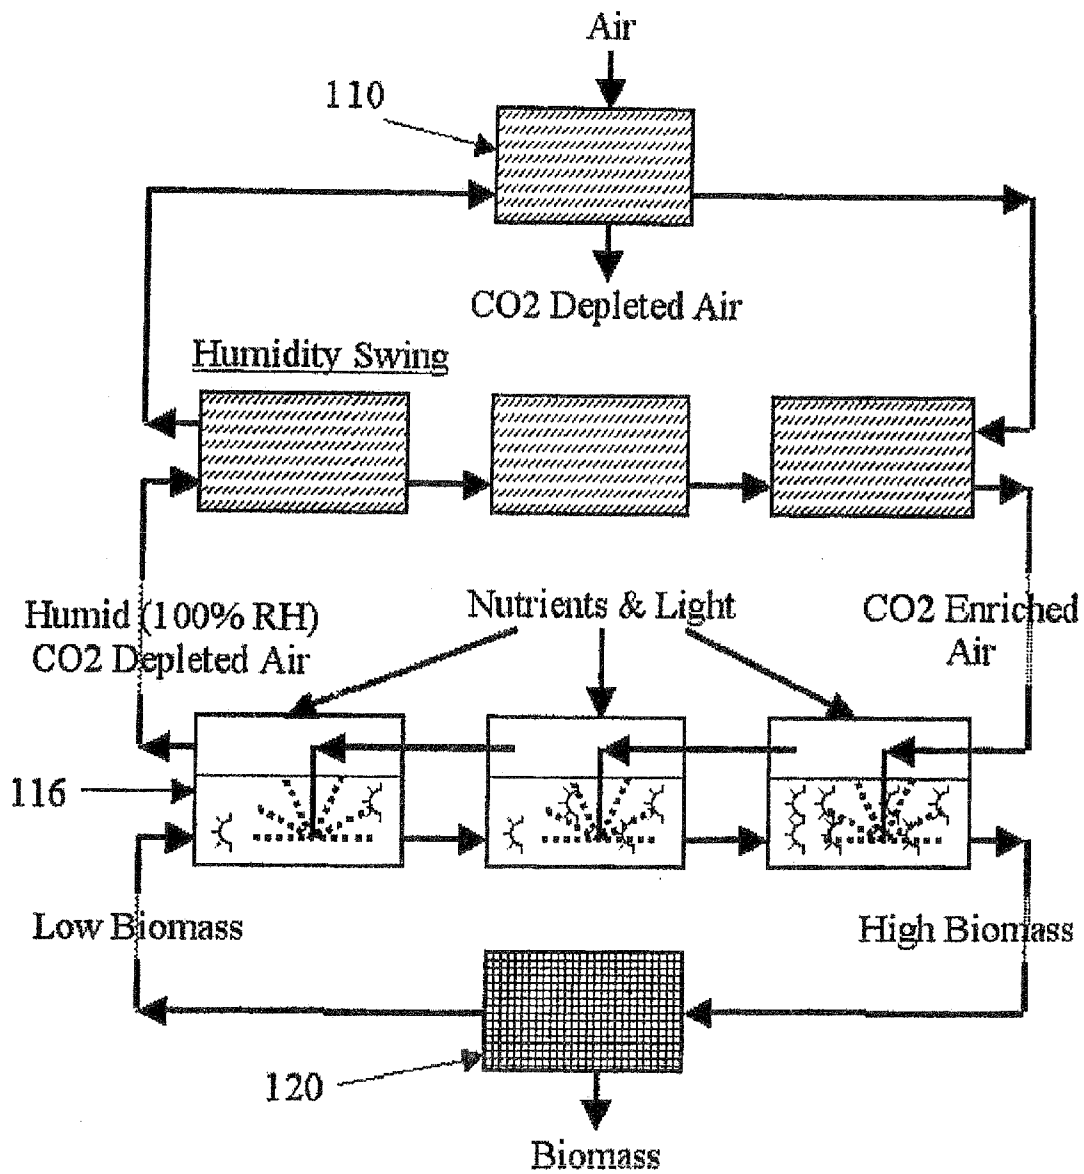 Air
110
CO2 Depleted Air
Humidity Swing
Humid (100% RH)
CO2 Depleted Air
Nutrients & Light
CO2 Enriched
Air
116
Low Biomass
High Biomass
120
Biomass